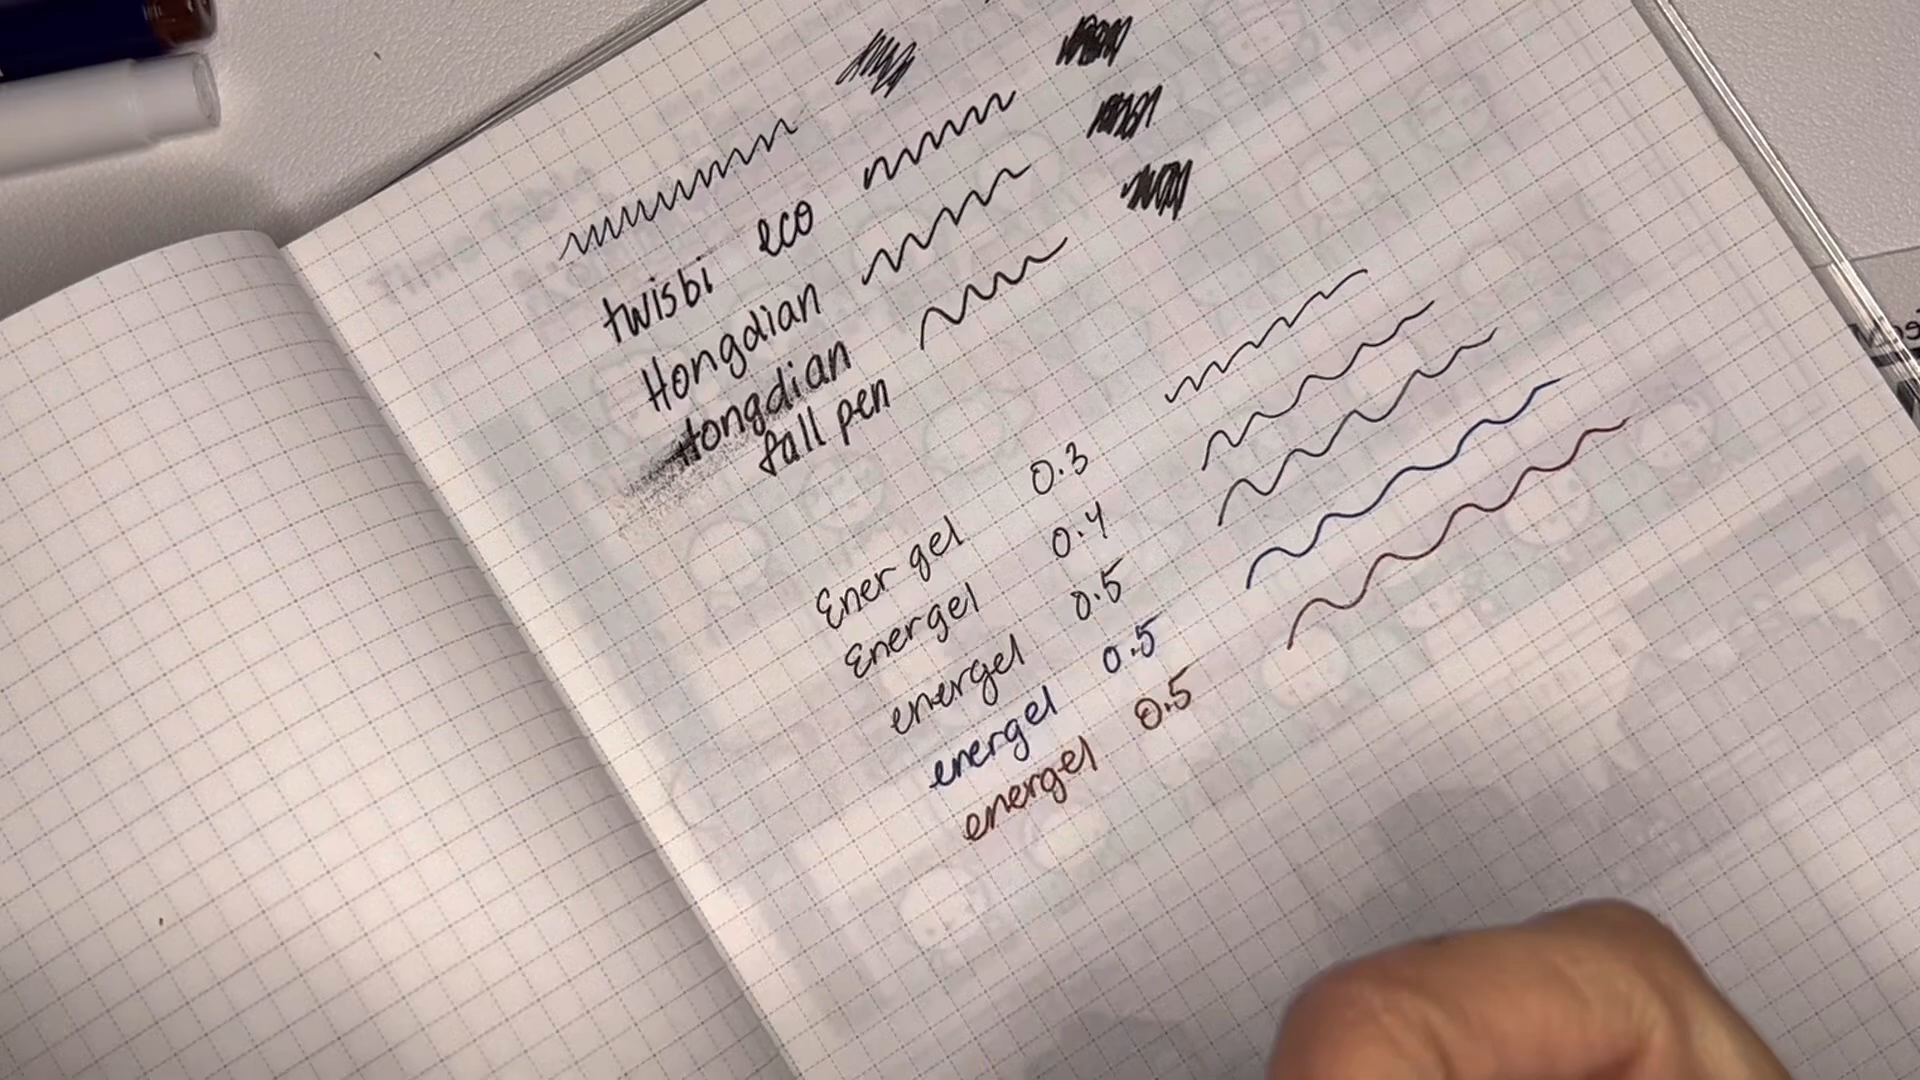 twisbi eco
Hongdian
Hongdian
fall pen
Energel 0.3
Energel 0.4
energel 0.5
energel 0.5
energel 0.5